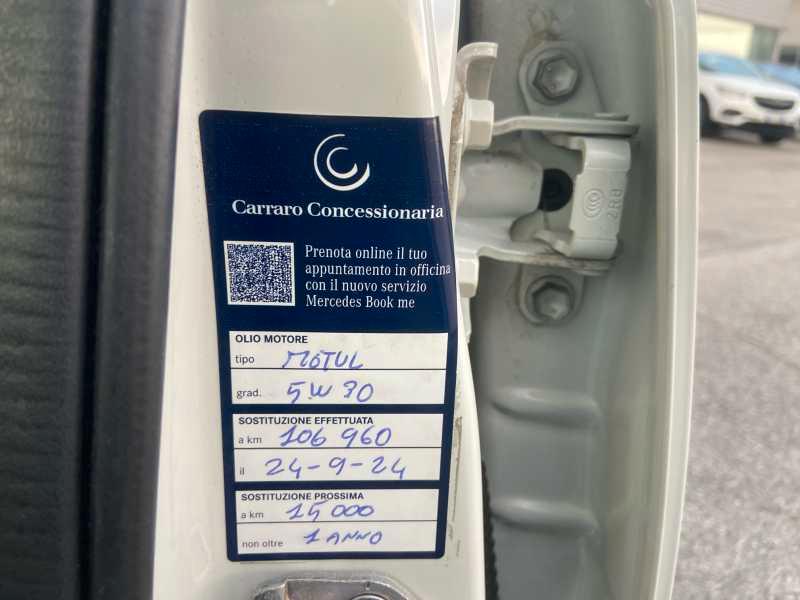 Carraro Concessionaria
Prenota online il tuo
appuntamento in officina
con il nuovo servizio
Mercedes Book me
OLIO MOTORE
tipo MOTUL
grad. 5W30
SOSTITUZIONE EFFETTUATA
a km 106 960
il 24-9-24
SOSTITUZIONE PROSSIMA
a km 15 000
non oltre 1 ANNO
2R0